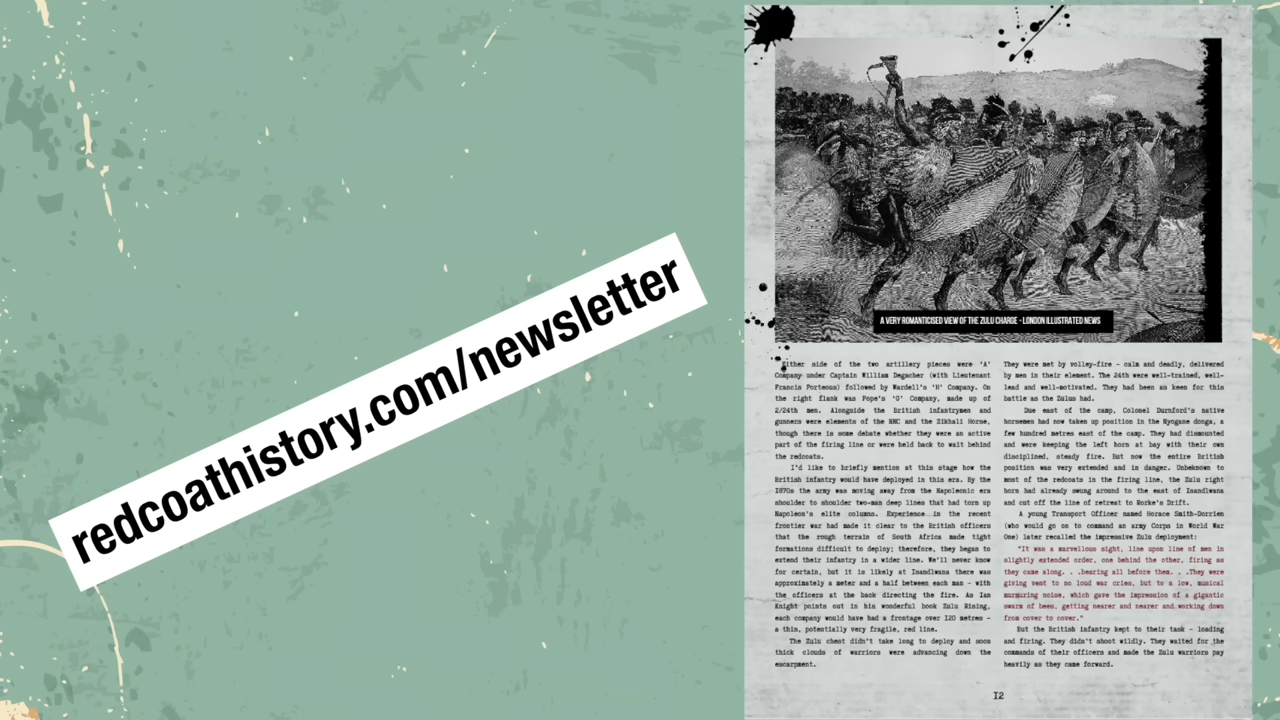 redcoathistory.com/newsletter
A VERY ROMANTICISED VIEW OF THE ZULU CHARGE - LONDON ILLUSTRATED NEWS
Either side of the two artillery pieces were 'A'
Company under Captain William Degacher (with Lieutenant
Francis Porteous) followed by Wardell's 'H' Company. On
the right flank was Pope's 'G' Company, made up of
2/24th men. Alongside the British infantrymen and
gunners were elements of the NNC and the Zikhali Horse,
though there is some debate whether they were an active
part of the firing line or were held back to wait behind
the redcoats.
I'd like to briefly mention at this stage how the
British infantry would have deployed in this era. By the
I870s the army was moving away from the Napoleonic era
shoulder to shoulder two-man deep lines that had torn up
Napoleon's elite columns. Experience in the recent
frontier war had made it clear to the British officers
that the rough terrain of South Africa made tight
formations difficult to deploy; therefore, they began to
extend their infantry in a wider line. We'll never know
for certain, but it is likely at Isandlwana there was
approximately a meter and a half between each man - with
the officers at the back directing the fire. As Ian
Knight points out in his wonderful book Zulu Rising,
each company would have had a frontage over I20 metres -
a thin, potentially very fragile, red line.
The Zulu chest didn't take long to deploy and soon
thick clouds of warriors were advancing down the
escarpment.
They were met by volley-fire - calm and deadly, delivered
by men in their element. The 24th were well-trained, well-
lead and well-motivated. They had been as keen for this
battle as the Zulus had.
Due east of the camp, Colonel Durnford's native
horsemen had now taken up position in the Nyogane donga, a
few hundred metres east of the camp. They had dismounted
and were keeping the left horn at bay with their own
disciplined, steady fire. But now the entire British
position was very extended and in danger. Unbeknown to
most of the redcoats in the firing line, the Zulu right
horn had already swung around to the east of Isandlwana
and cut off the line of retreat to Rorke's Drift.
A young Transport Officer named Horace Smith-Dorrien
(who would go on to command an army Corps in World War
One) later recalled the impressive Zulu deployment:
"It was a marvellous sight, line upon line of men in
slightly extended order, one behind the other, firing as
they came along. . .bearing all before them. . .They were
giving vent to no loud war cries, but to a low, musical
murmuring noise, which gave the impression of a gigantic
swarm of bees, getting nearer and nearer and working down
from cover to cover."
But the British infantry kept to their task - loading
and firing. They didn't shoot wildly. They waited for the
commands of their officers and made the Zulu warriors pay
heavily as they came forward.
I2